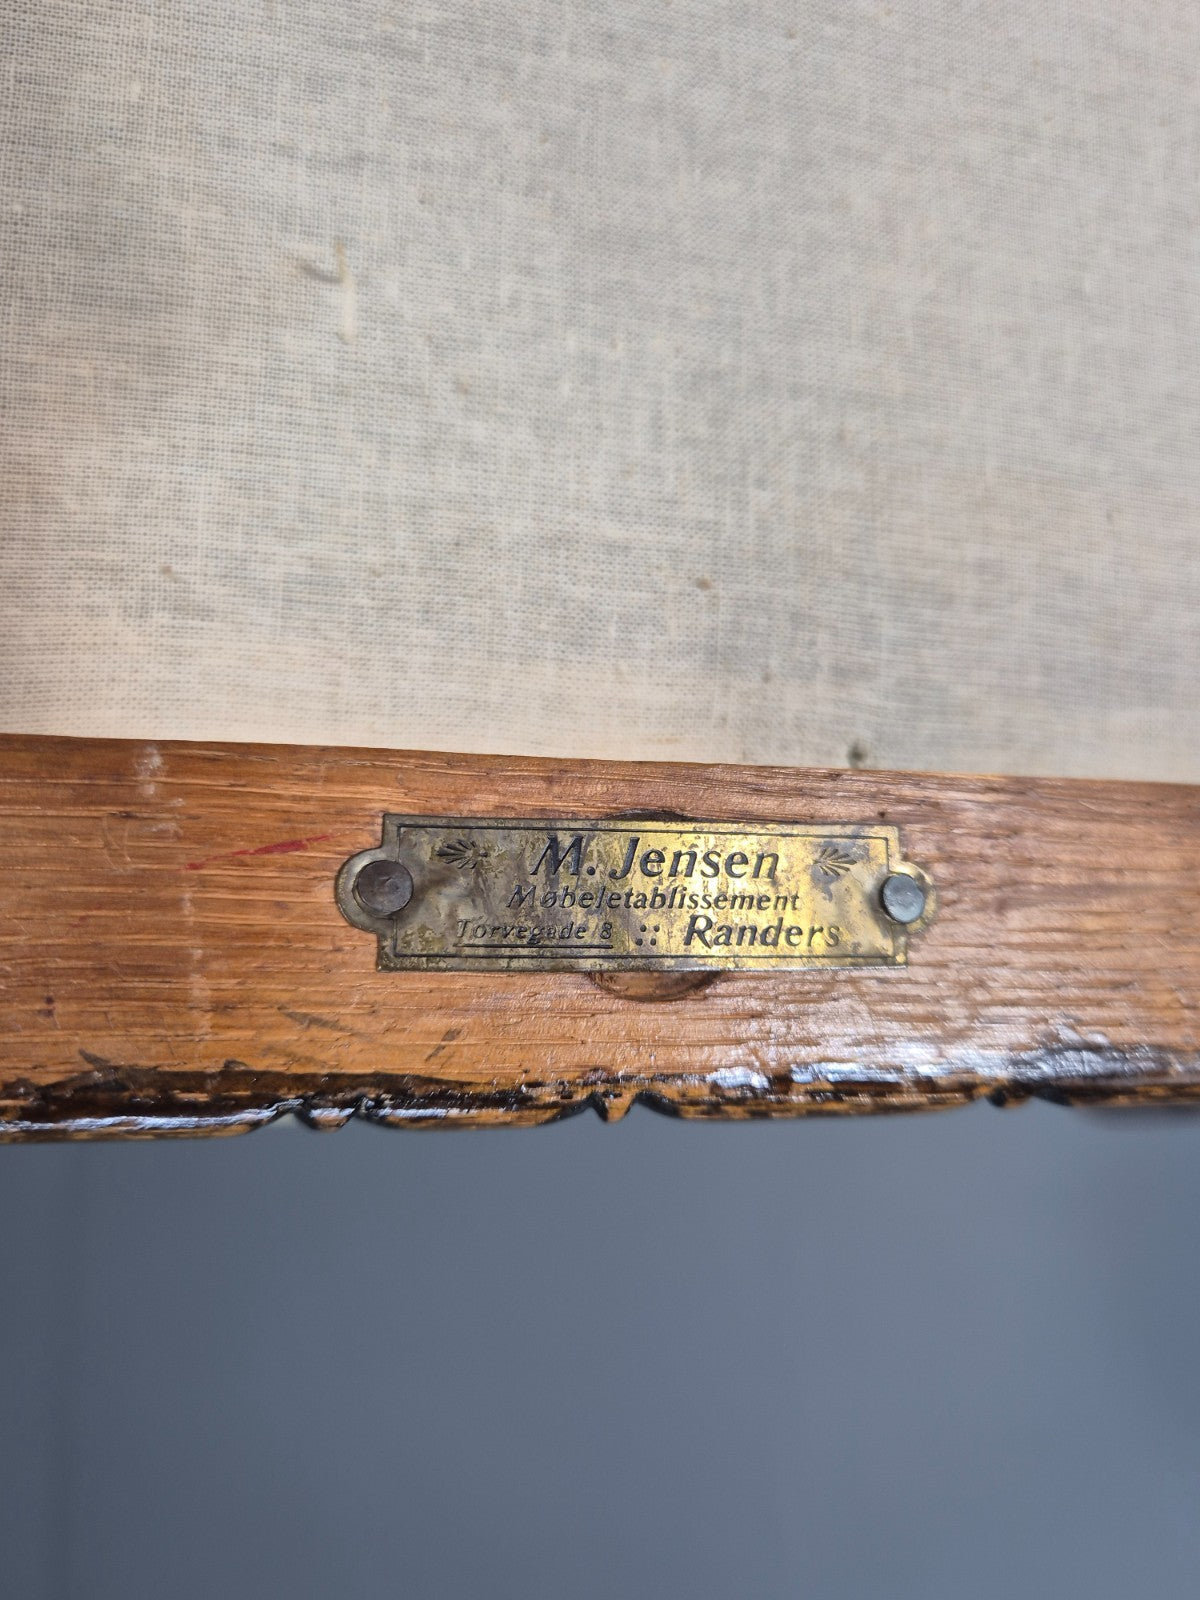 M. Jensen
Møbeletablissement
Torvegade 8 :: Randers